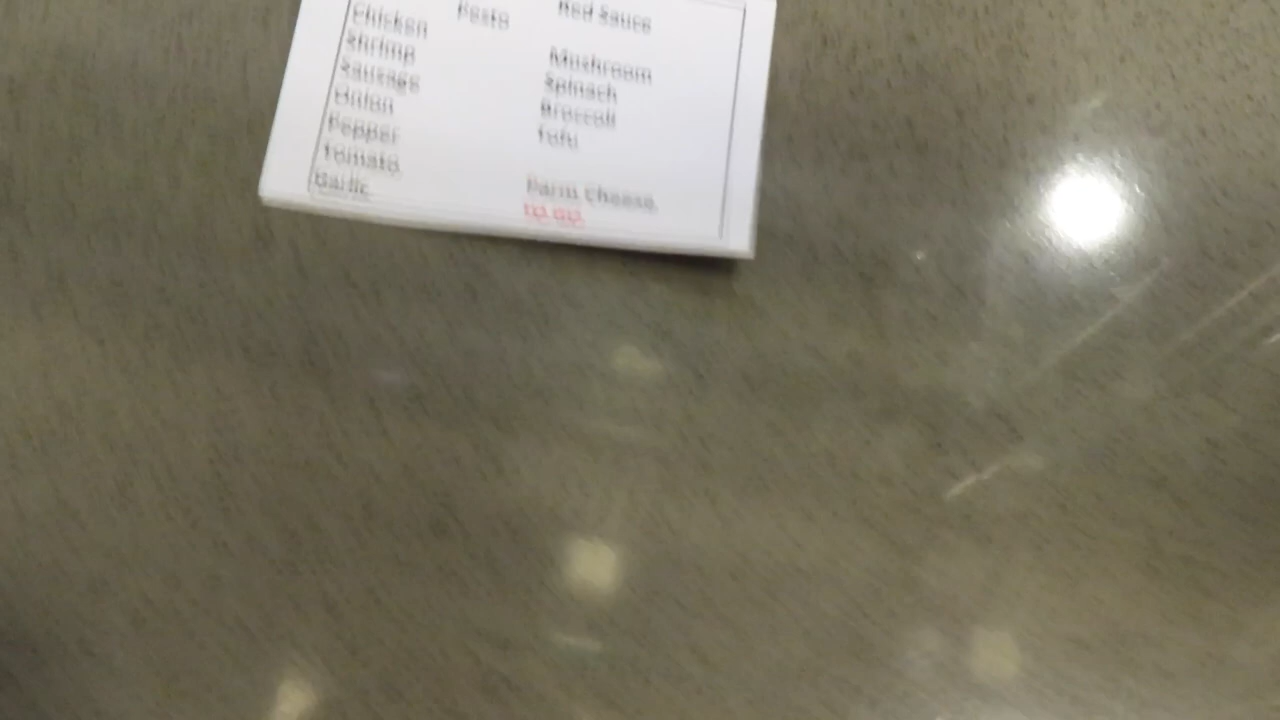 Pesto Red Sauce
Chicken
Shrimp Mushroom
Sausage Spinach
Onion Broccoli
Pepper Tofu
Tomato
Garlic Parm Cheese
TO GO